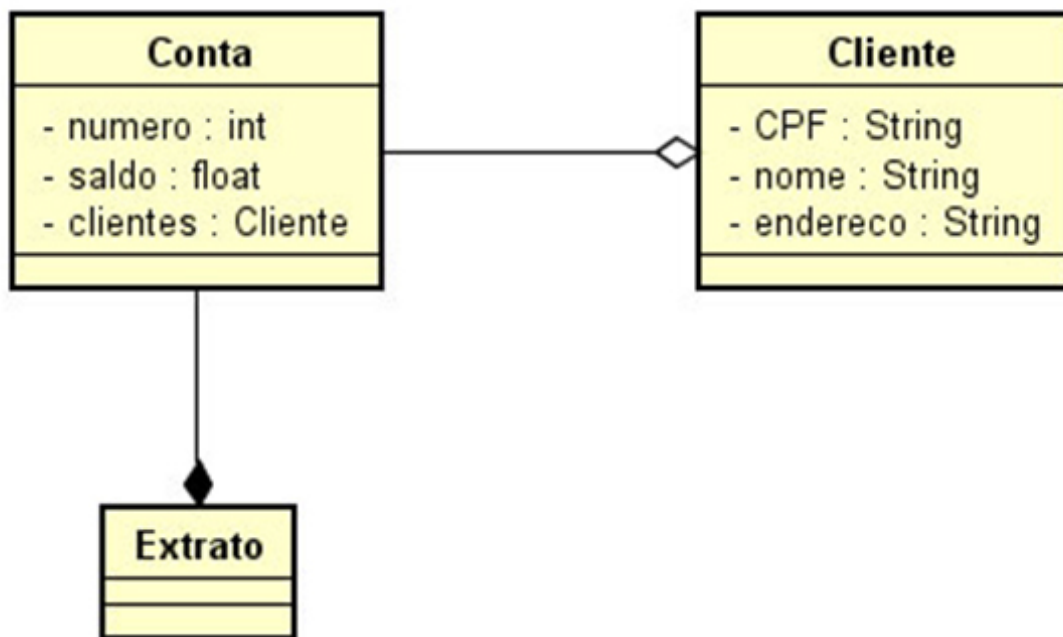 Conta
- numero : int
- saldo : float
- clientes : Cliente
Cliente
- CPF : String
- nome : String
- endereco : String
Extrato